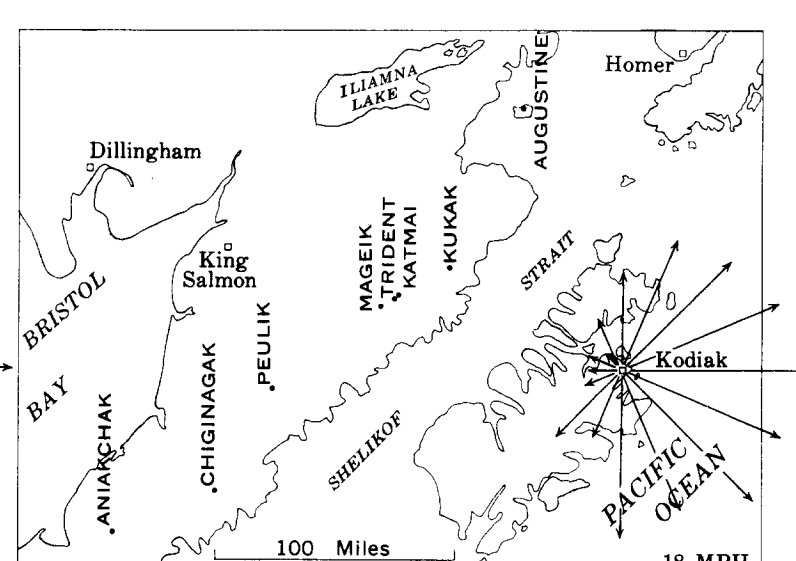 Homer
ILIAMNA
LAKE
AUGUSTINE
Dillingham
KUKAK
KATMAI
TRIDENT
MAGEIK
STRAIT
King
Salmon
BRISTOL
BAY
PEULIK
CHIGINAGAK
ANIAKCHAK
Kodiak
SHELIKOF
PACIFIC
OCEAN
100 Miles